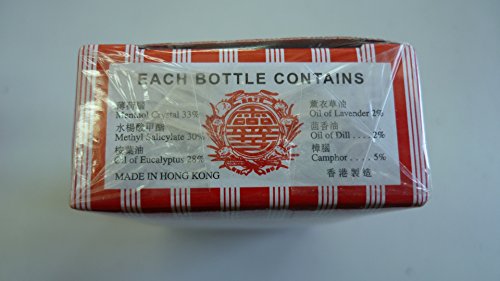 EACH BOTTLE CONTAINS
薄荷腦
Menthol Crystal 33%
水楊酸甲酯
Methyl Salicylate 30%
桉葉油
Oil of Eucalyptus 28%
MADE IN HONG KONG
薰衣草油
Oil of Lavender 2%
茴香油
Oil of Dill .... 2%
樟腦
Camphor .... 5%
香港製造